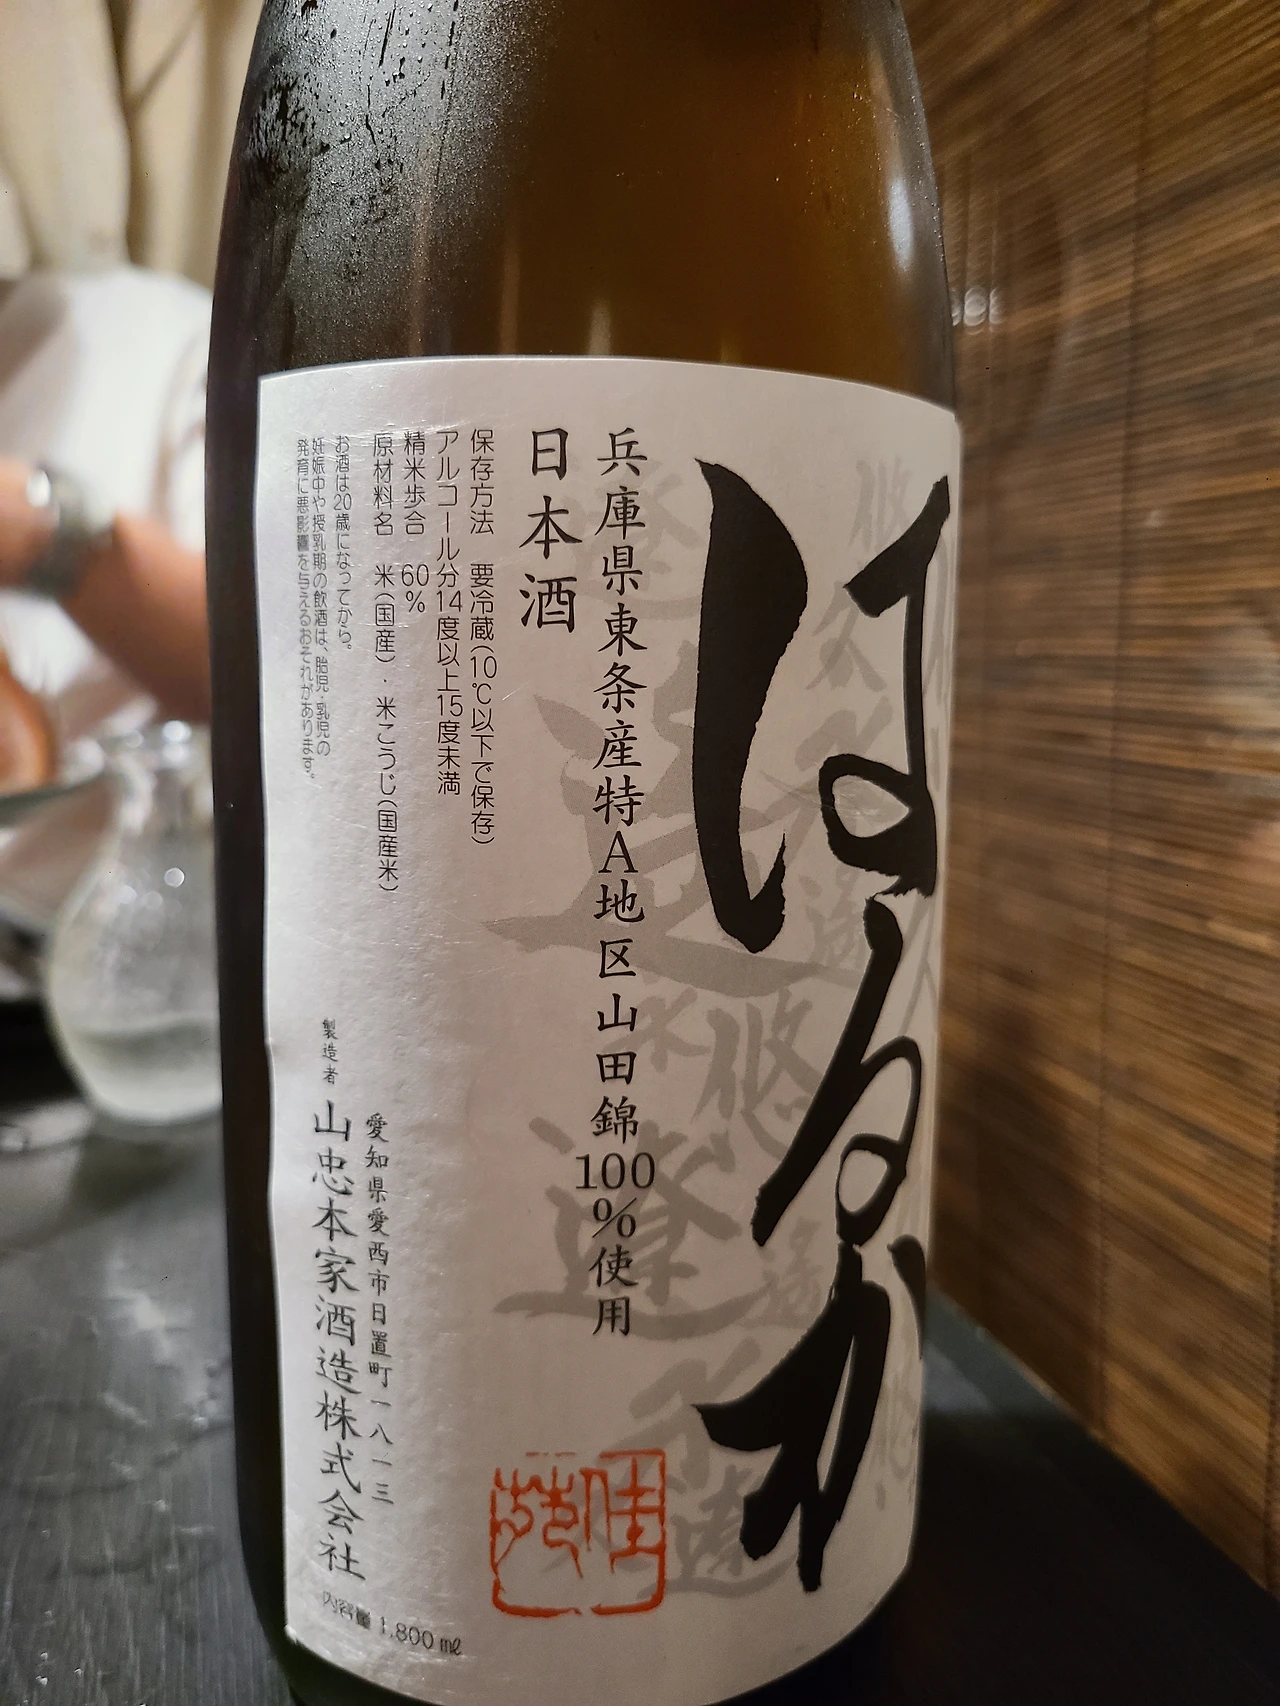 はるか
兵庫県東条産特A地区山田錦100%使用
日本酒
保存方法 要冷蔵(10℃以下で保存)
アルコール分14度以上15度未満
精米歩合 60%
原材料名 米(国産)・米こうじ(国産米)
お酒は20歳になってから。
妊娠中や授乳期の飲酒は、胎児・乳児の
発育に悪影響を与えるおそれがあります。
愛知県愛西市日置町一八一三
製造者 山忠本家酒造株式会社
内容量 1,800㎖